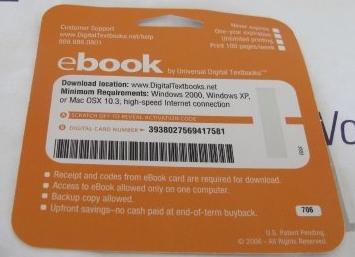 Customer Support
www.DigitalTextbooks.net/help
Never expires
One-year expiration
Unlimited printing
Print 100 pages/week
ebook
by Universal Digital Textbooks™
Download location: www.DigitalTextbooks.net
Minimum Requirements: Windows 2000, Windows XP,
or Mac OSX 10.3; high-speed Internet connection
A SCRATCH OFF TO REVEAL ACTIVATION CODE
B DIGITAL CARD NUMBER 3938027569417581
Receipt and codes from eBook card are required for download.
Access to eBook allowed only on one computer.
Backup copy allowed.
Upfront savings–no cash paid at end-of-term buyback.
706
U.S. Patent Pending.
© 2006 - All Rights Reserved.